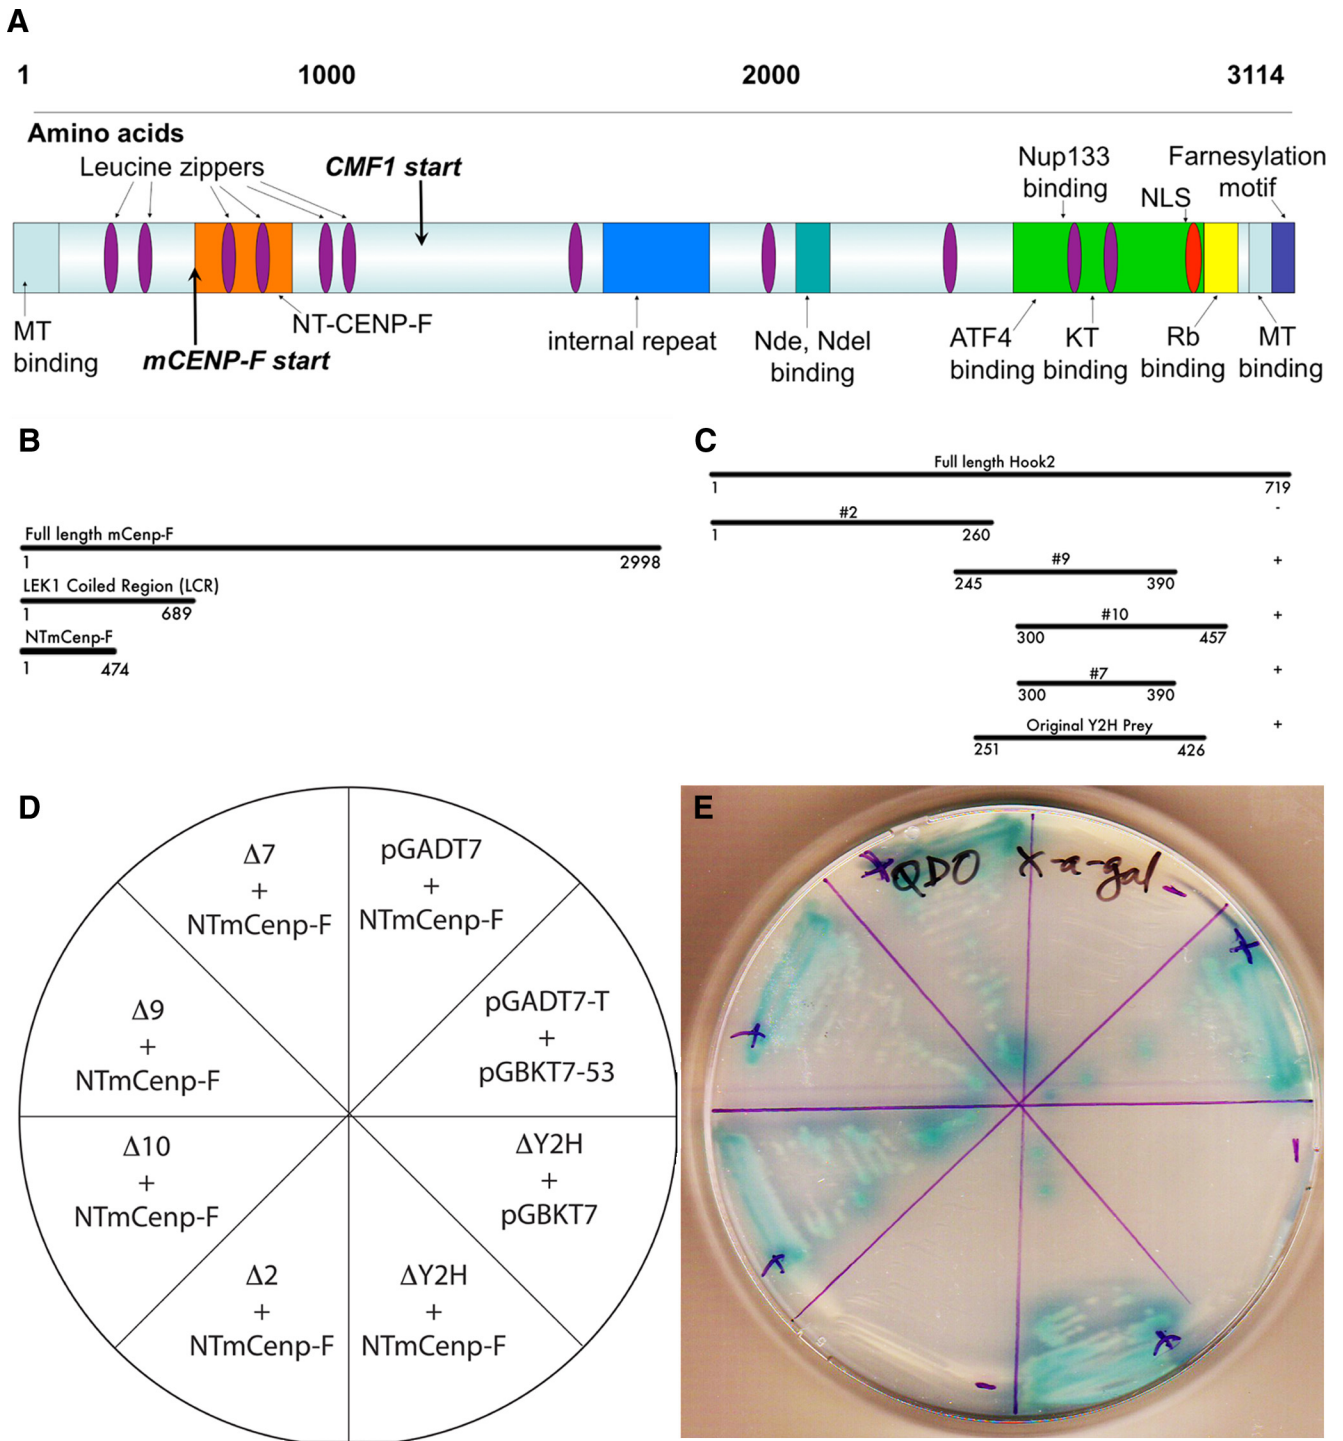 A
1 1000 2000 3114
Amino acids
Leucine zippers
CMF1 start
Nup133
binding
NLS
Farnesylation
motif
MT
binding
mCENP-F start
NT-CENP-F
internal repeat
Nde, Ndel
binding
ATF4
binding
KT
binding
Rb
binding
MT
binding
B
Full length mCenp-F
1 2998
LEK1 Coiled Region (LCR)
1 689
NTmCenp-F
1 474
C
Full length Hook2
1 719
-
#2
1 260
#9 +
245 390
#10 +
300 457
#7 +
300 390
Original Y2H Prey +
251 426
D
Δ7
+
NTmCenp-F
pGADT7
+
NTmCenp-F
Δ9
+
NTmCenp-F
pGADT7-T
+
pGBKT7-53
Δ10
+
NTmCenp-F
ΔY2H
+
pGBKT7
Δ2
+
NTmCenp-F
ΔY2H
+
NTmCenp-F
E
QDO X-a-gal
-
+
+
+
-
+
-
+